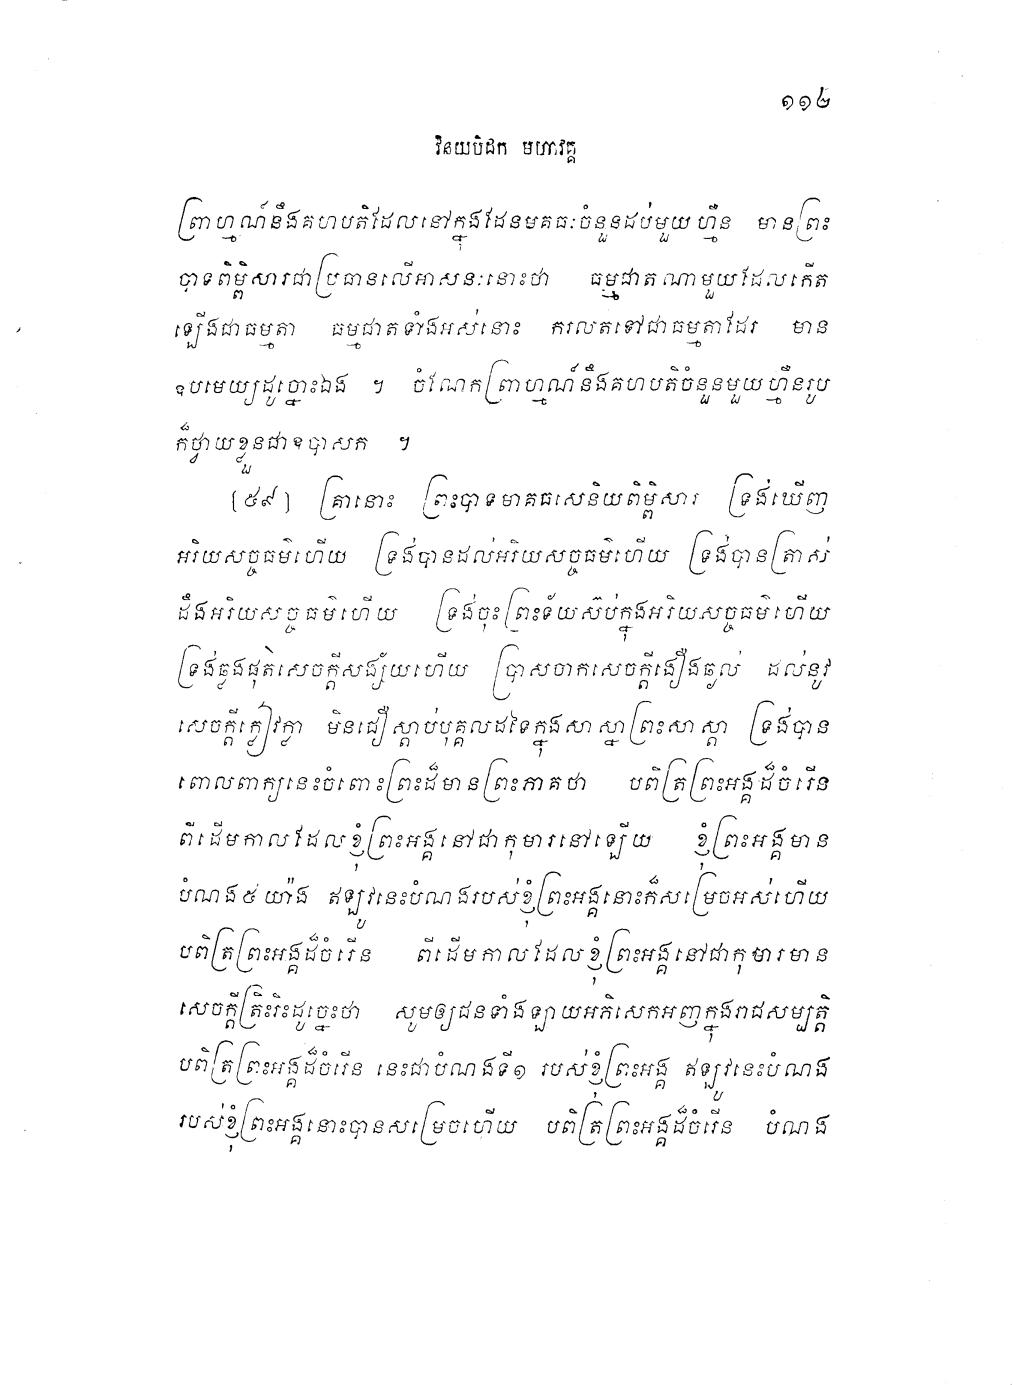 ១១៤
វិនយបិដក មហាវគ្គ
ព្រាហ្មណ៍នឹងគហបតិដែលនៅក្នុងដែនមគធៈចំនួនដប់មួយហ្មឺន មានព្រះ
បាទពិម្ពិសារជាប្រធានលើអាសនៈនោះថា ធម្មជាតណាមួយដែលកើត
ឡើងជាធម្មតា ធម្មជាតទាំងអស់នោះ ករលតទៅជាធម្មតាដែរ មាន
ឧបមេយ្យដូច្នោះឯង ។ ចំណែកព្រាហ្មណ៍នឹងគហបតិចំនួនមួយហ្មឺនរូប
ក៏ថ្វាយខ្លួនជាឧបាសក ។
[៥៩] គ្រានោះ ព្រះបាទមាគធសេនិយពិម្ពិសារ ទ្រង់ឃើញ
អរិយសច្ចធម៌ហើយ ទ្រង់បានដល់អរិយសច្ចធម៌ហើយ ទ្រង់បានត្រាស់
ដឹងអរិយសច្ចធម៌ហើយ ទ្រង់ចុះព្រះទ័យស៊ប់ក្នុងអរិយសច្ចធម៌ហើយ
ទ្រង់ឆ្លងផុតសេចក្តីសង្ស័យហើយ ប្រាសចាកសេចក្តីងឿងឆ្ងល់ ដល់នូវ
សេចក្តីក្លៀវក្លា មិនជឿស្តាប់បុគ្គលដទៃក្នុងសាស្នាព្រះសាស្តា ទ្រង់បាន
ពោលពាក្យនេះចំពោះព្រះដ៏មានព្រះភាគថា បពិត្រព្រះអង្គដ៏ចំរើន
ពីដើមកាលដែលខ្ញុំព្រះអង្គនៅជាកុមារនៅឡើយ ខ្ញុំព្រះអង្គមាន
បំណង៥យ៉ាង ឥឡូវនេះបំណងរបស់ខ្ញុំព្រះអង្គនោះក៏សម្រេចអស់ហើយ
បពិត្រព្រះអង្គដ៏ចំរើន ពីដើមកាលដែលខ្ញុំព្រះអង្គនៅជាកុមារមាន
សេចក្តីត្រិះរិះដូច្នេះថា សូមឲ្យជនទាំងឡាយអភិសេកអញក្នុងរាជសម្បត្តិ
បពិត្រព្រះអង្គដ៏ចំរើន នេះជាបំណងទី១ របស់ខ្ញុំព្រះអង្គ ឥឡូវនេះបំណង
របស់ខ្ញុំព្រះអង្គនោះបានសម្រេចហើយ បពិត្រព្រះអង្គដ៏ចំរើន បំណង